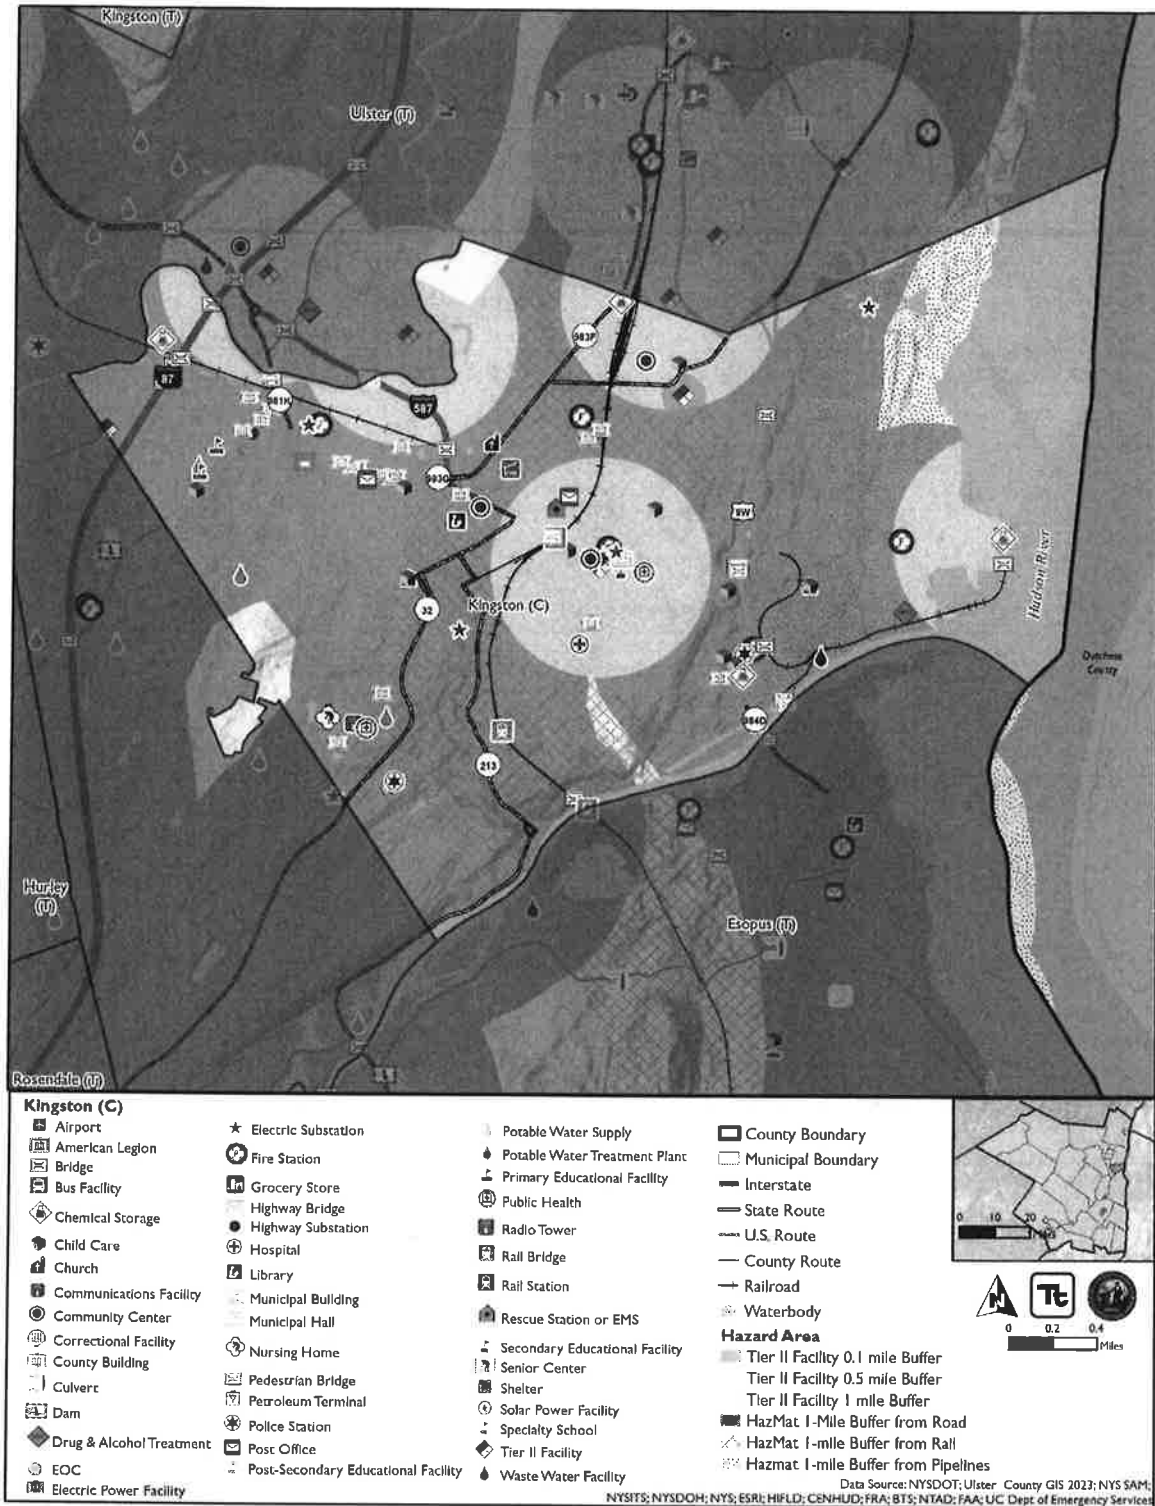 Kingston (T)
Ulster (T)
983F
87
981K
587
983G
9W
Hudson River
Kingston (C)
32
Dutchess
County
984D
213
Hurley
(T)
Esopus (T)
Rosendale (T)
Kingston (C)
Airport
American Legion
Bridge
Bus Facility
Chemical Storage
Child Care
Church
Communications Facility
Community Center
Correctional Facility
County Building
Culvert
Dam
Drug & Alcohol Treatment
EOC
Electric Power Facility
Electric Substation
Fire Station
Grocery Store
Highway Bridge
Highway Substation
Hospital
Library
Municipal Building
Municipal Hall
Nursing Home
Pedestrian Bridge
Petroleum Terminal
Police Station
Post Office
Post-Secondary Educational Facility
Potable Water Supply
Potable Water Treatment Plant
Primary Educational Facility
Public Health
Radio Tower
Rail Bridge
Rail Station
Rescue Station or EMS
Secondary Educational Facility
Senior Center
Shelter
Solar Power Facility
Specialty School
Tier II Facility
Waste Water Facility
County Boundary
Municipal Boundary
Interstate
State Route
U.S. Route
County Route
Railroad
Waterbody
Hazard Area
Tier II Facility 0.1 mile Buffer
Tier II Facility 0.5 mile Buffer
Tier II Facility 1 mile Buffer
HazMat 1-Mile Buffer from Road
HazMat 1-mile Buffer from Rail
Hazmat 1-mile Buffer from Pipelines
0 10 20
Miles
N
Tt
0 0.2 0.4
Miles
Data Source: NYSDOT; Ulster County GIS 2023; NYS SAM;
NYSITS; NYSDOH; NYS; ESRI; HIFLD; CENHUD; FRA; BTS; NTAD; FAA; UC Dept of Emergency Services